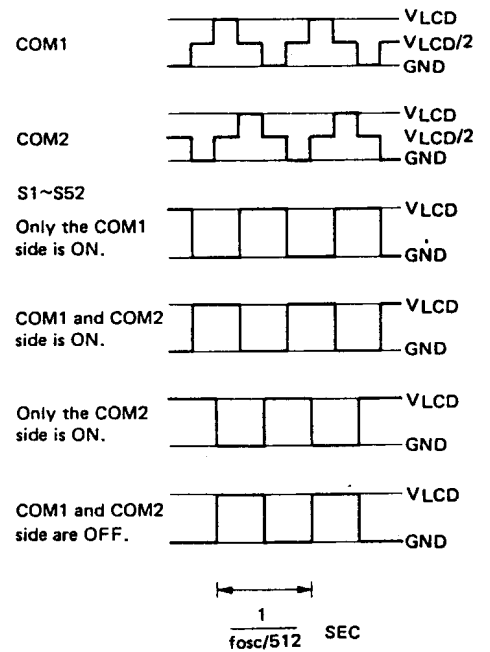 VLCD
COM1
VLCD/2
GND
VLCD
COM2
VLCD/2
GND
S1~S52
Only the COM1
side is ON.
VLCD
GND
COM1 and COM2
side is ON.
VLCD
GND
Only the COM2
side is ON.
VLCD
GND
COM1 and COM2
side are OFF.
VLCD
GND
1
fosc/512 SEC